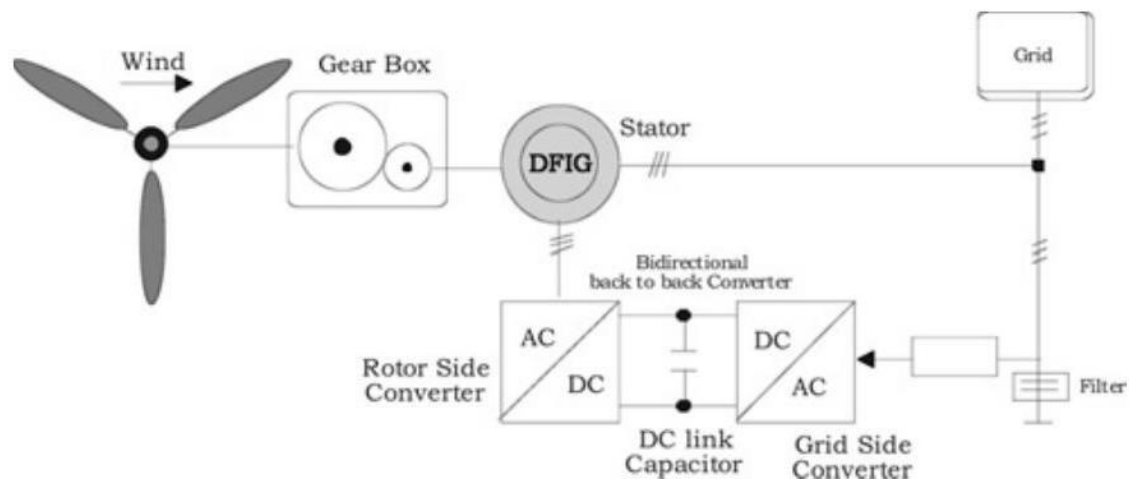 Wind
Gear Box
Grid
Stator
DFIG
Bidirectional
back to back Converter
AC
DC
DC
AC
Rotor Side
Converter
Filter
DC link
Capacitor
Grid Side
Converter